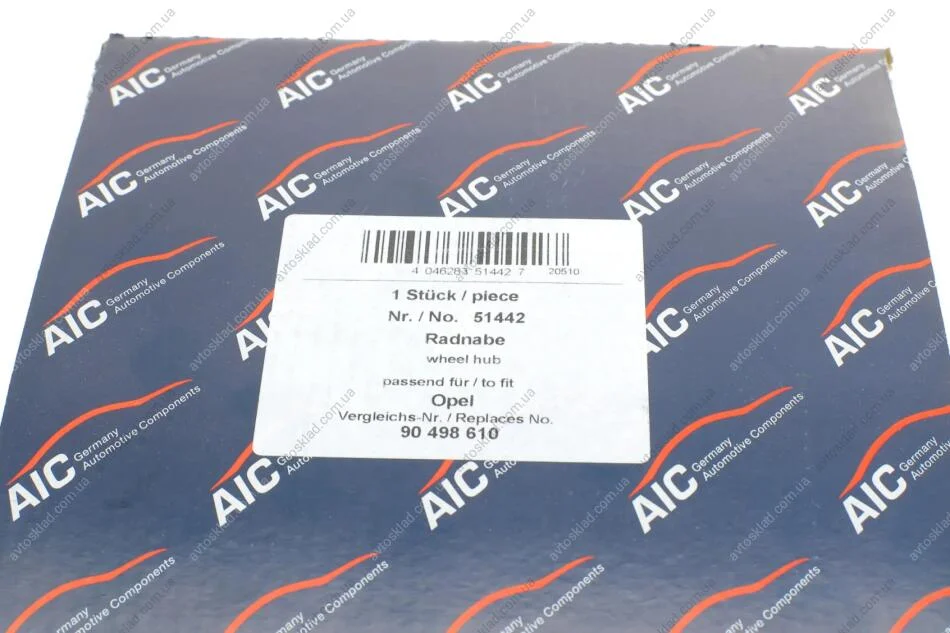 AIC Germany Automotive Components
4 046283 51442 7 20510
1 Stück / piece
Nr. / No. 51442
Radnabe
wheel hub
passend für / to fit
Opel
Vergleichs-Nr. / Replaces No.
90 498 610
avtosklad.com.ua